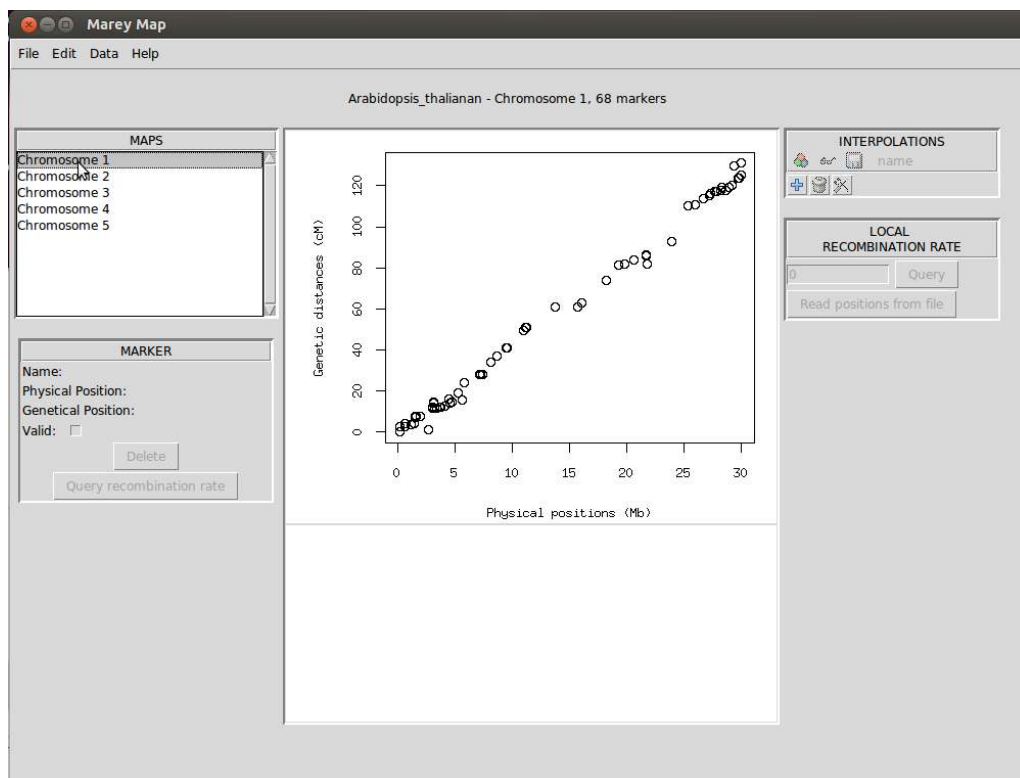 Marey Map
File Edit Data Help
Arabidopsis_thalianan - Chromosome 1, 68 markers
MAPS
Chromosome 1
Chromosome 2
Chromosome 3
Chromosome 4
Chromosome 5
MARKER
Name:
Physical Position:
Genetical Position:
Valid:
Delete
Query recombination rate
Genetic distances (cM)
120
100
80
60
40
20
0
0 5 10 15 20 25 30
Physical positions (Mb)
INTERPOLATIONS
name
LOCAL
RECOMBINATION RATE
0 Query
Read positions from file